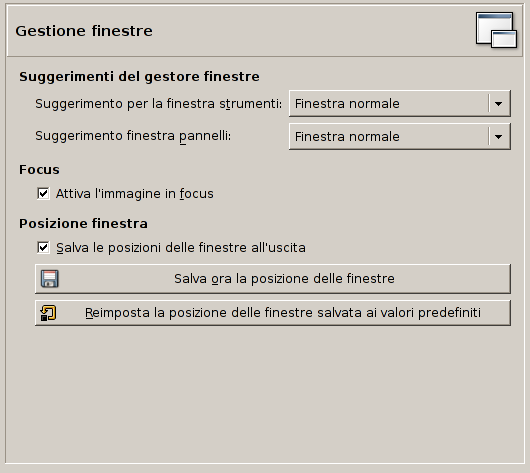 Gestione finestre
Suggerimenti del gestore finestre
Suggerimento per la finestra strumenti: Finestra normale
Suggerimento finestra pannelli: Finestra normale
Focus
Attiva l'immagine in focus
Posizione finestra
Salva le posizioni delle finestre all'uscita
Salva ora la posizione delle finestre
Reimposta la posizione delle finestre salvata ai valori predefiniti